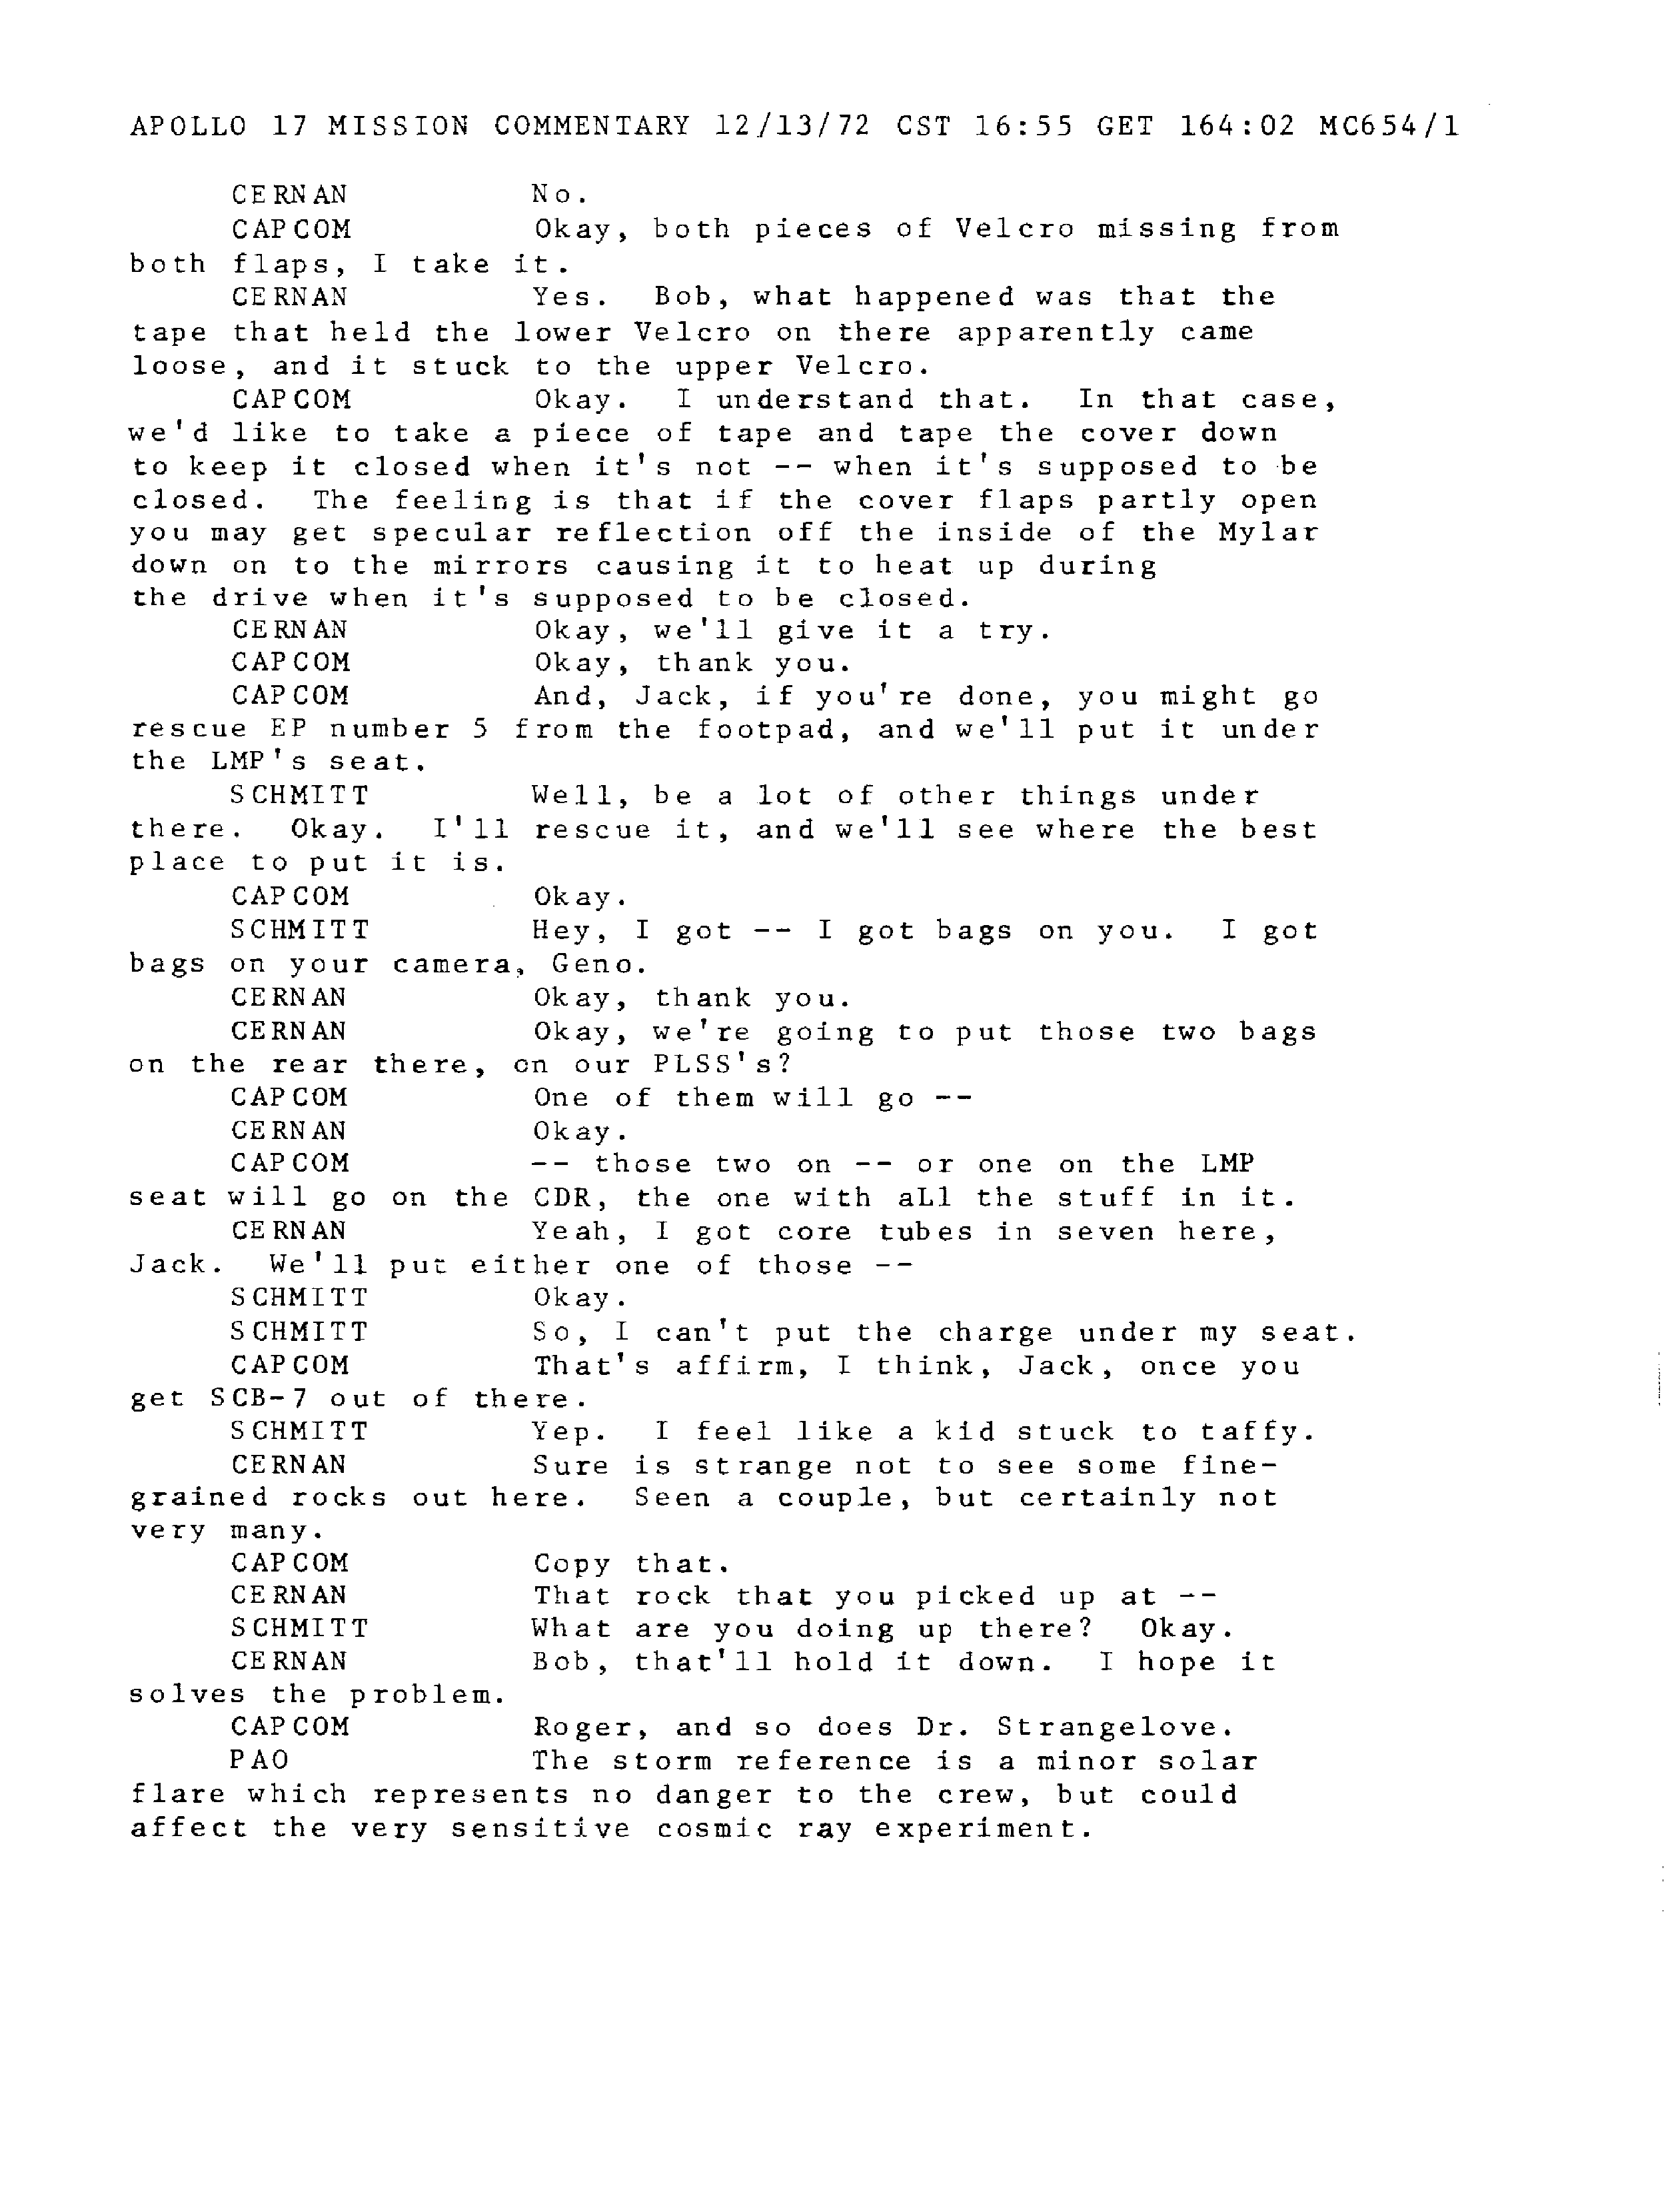 APOLLO 17 MISSION COMMENTARY 12/13/72 CST 16:55 GET 164:02 MC654/1
CERNAN No.
CAPCOM Okay, both pieces of Velcro missing from
both flaps, I take it.
CERNAN Yes. Bob, what happened was that the
tape that held the lower Velcro on there apparently came
loose, and it stuck to the upper Velcro.
CAPCOM Okay. I understand that. In that case,
we'd like to take a piece of tape and tape the cover down
to keep it closed when it's not -- when it's supposed to be
closed. The feeling is that if the cover flaps partly open
you may get specular reflection off the inside of the Mylar
down on to the mirrors causing it to heat up during
the drive when it's supposed to be closed.
CERNAN Okay, we'll give it a try.
CAPCOM Okay, thank you.
CAPCOM And, Jack, if you're done, you might go
rescue EP number 5 from the footpad, and we'll put it under
the LMP's seat.
SCHMITT Well, be a lot of other things under
there. Okay. I'll rescue it, and we'll see where the best
place to put it is.
CAPCOM Okay.
SCHMITT Hey, I got -- I got bags on you. I got
bags on your camera, Geno.
CERNAN Okay, thank you.
CERNAN Okay, we're going to put those two bags
on the rear there, on our PLSS's?
CAPCOM One of them will go --
CERNAN Okay.
CAPCOM -- those two on -- or one on the LMP
seat will go on the CDR, the one with aLl the stuff in it.
CERNAN Yeah, I got core tubes in seven here,
Jack. We'll put either one of those --
SCHMITT Okay.
SCHMITT So, I can't put the charge under my seat.
CAPCOM That's affirm, I think, Jack, once you
get SCB-7 out of there.
SCHMITT Yep. I feel like a kid stuck to taffy.
CERNAN Sure is strange not to see some fine-
grained rocks out here. Seen a couple, but certainly not
very many.
CAPCOM Copy that.
CERNAN That rock that you picked up at --
SCHMITT What are you doing up there? Okay.
CERNAN Bob, that'll hold it down. I hope it
solves the problem.
CAPCOM Roger, and so does Dr. Strangelove.
PAO The storm reference is a minor solar
flare which represents no danger to the crew, but could
affect the very sensitive cosmic ray experiment.